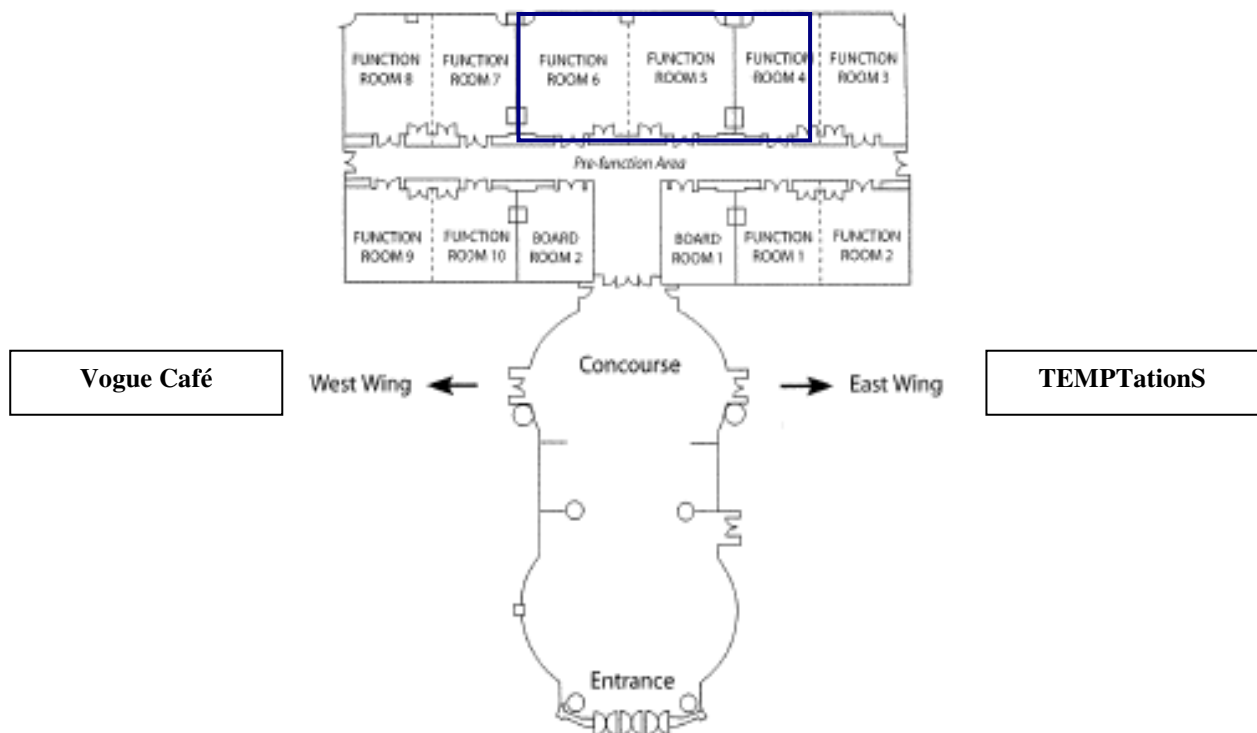 FUNCTION
ROOM 8
FUNCTION
ROOM 7
FUNCTION
ROOM 6
FUNCTION
ROOM 5
FUNCTION
ROOM 4
FUNCTION
ROOM 3
Pre-function Area
FUNCTION
ROOM 9
FUNCTION
ROOM 10
BOARD
ROOM 2
BOARD
ROOM 1
FUNCTION
ROOM 1
FUNCTION
ROOM 2
Vogue Café
West Wing
Concourse
East Wing
TEMPTationS
Entrance